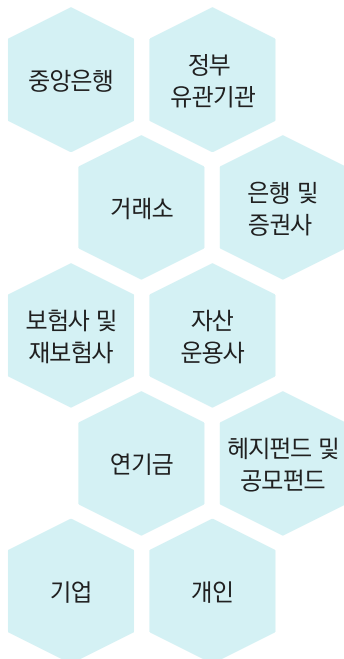 중앙은행
정부
유관기관
거래소
은행 및
증권사
보험사 및
재보험사
자산
운용사
연기금
헤지펀드 및
공모펀드
기업
개인